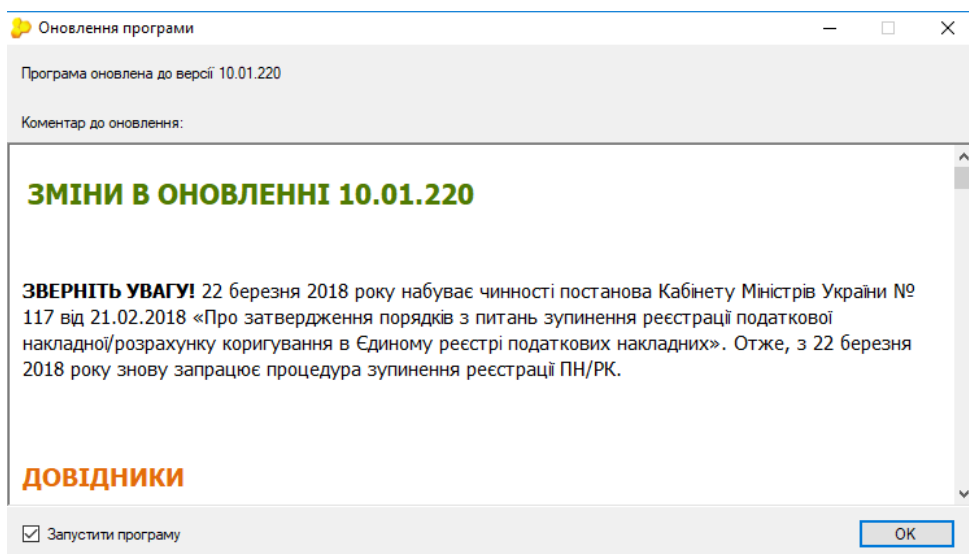 Оновлення програми
Програма оновлена до версії 10.01.220
Коментар до оновлення:
ЗМІНИ В ОНОВЛЕННІ 10.01.220
ЗВЕРНІТЬ УВАГУ! 22 березня 2018 року набуває чинності постанова Кабінету Міністрів України №
117 від 21.02.2018 «Про затвердження порядків з питань зупинення реєстрації податкової
накладної/розрахунку коригування в Єдиному реєстрі податкових накладних». Отже, з 22 березня
2018 року знову запрацює процедура зупинення реєстрації ПН/РК.
ДОВІДНИКИ
Запустити програму
OK